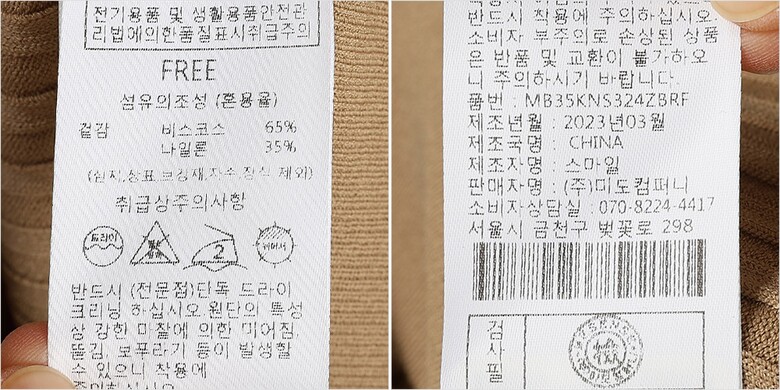 전기용품 및 생활용품안전관
리법에의한품질표시취급주의
FREE
섬유의조성 (혼용율)
겉감 비스코스 65%
나일론 35%
(심지,상표,보강재,자수,장식 제외)
취급상주의사항
드라이
2
뉘어서
반드시 (전문점)단독 드라이
크리닝 하십시오.원단의 특성
상 강한 마찰에 의한 미어짐,
뜯김, 보푸라기 등이 발생할
수 있으니 착용에
반드시 착용에 주의하십시오.
소비자 부주의로 손상된 상품
은 반품 및 교환이 불가하오
니 주의하시기 바랍니다.
품번 : MB35KNS324ZBRF
제조년월 : 2023년03월
제조국명 : CHINA
제조자명 : 스마일
판매자명 : (주)미도컴퍼니
소비자상담실 : 070-8224-4417
서울시 금천구 벚꽃로 298
검사필